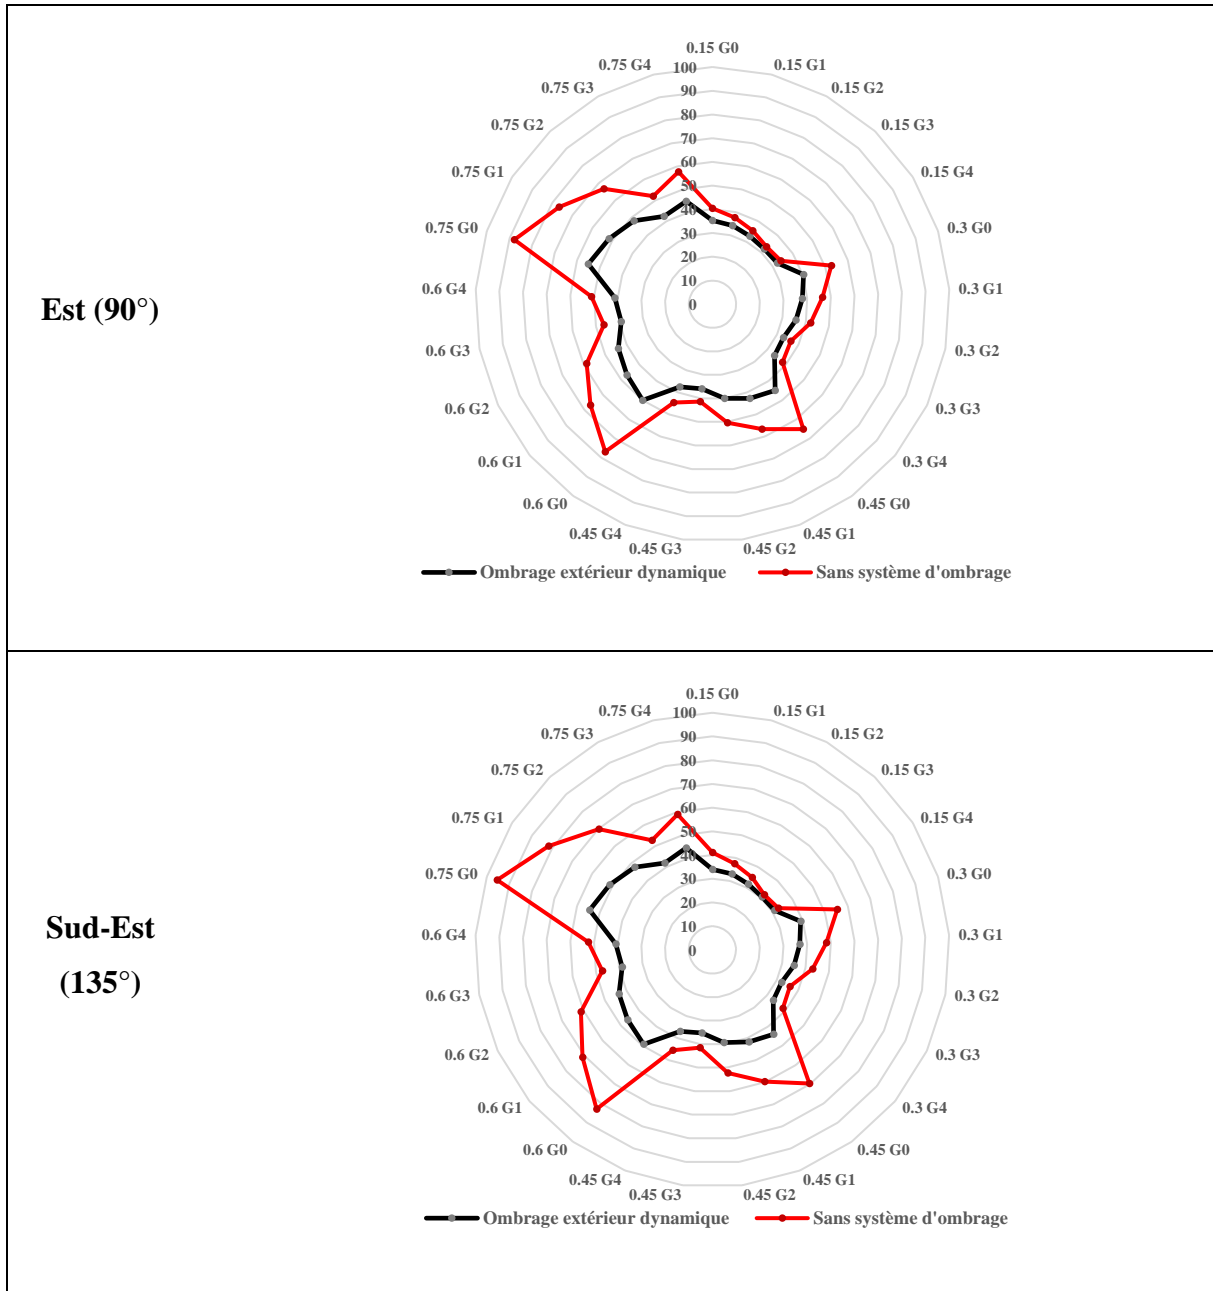 Est (90°)
0.15 G0
0.15 G1
0.15 G2
0.15 G3
0.15 G4
0.3 G0
0.3 G1
0.3 G2
0.3 G3
0.3 G4
0.45 G0
0.45 G1
0.45 G2
0.45 G3
0.45 G4
0.6 G0
0.6 G1
0.6 G2
0.6 G3
0.6 G4
0.75 G0
0.75 G1
0.75 G2
0.75 G3
0.75 G4
100
90
80
70
60
50
40
30
20
10
0
Ombrage extérieur dynamique Sans système d'ombrage
Sud-Est
(135°)
0.15 G0
0.15 G1
0.15 G2
0.15 G3
0.15 G4
0.3 G0
0.3 G1
0.3 G2
0.3 G3
0.3 G4
0.45 G0
0.45 G1
0.45 G2
0.45 G3
0.45 G4
0.6 G0
0.6 G1
0.6 G2
0.6 G3
0.6 G4
0.75 G0
0.75 G1
0.75 G2
0.75 G3
0.75 G4
100
90
80
70
60
50
40
30
20
10
0
Ombrage extérieur dynamique Sans système d'ombrage